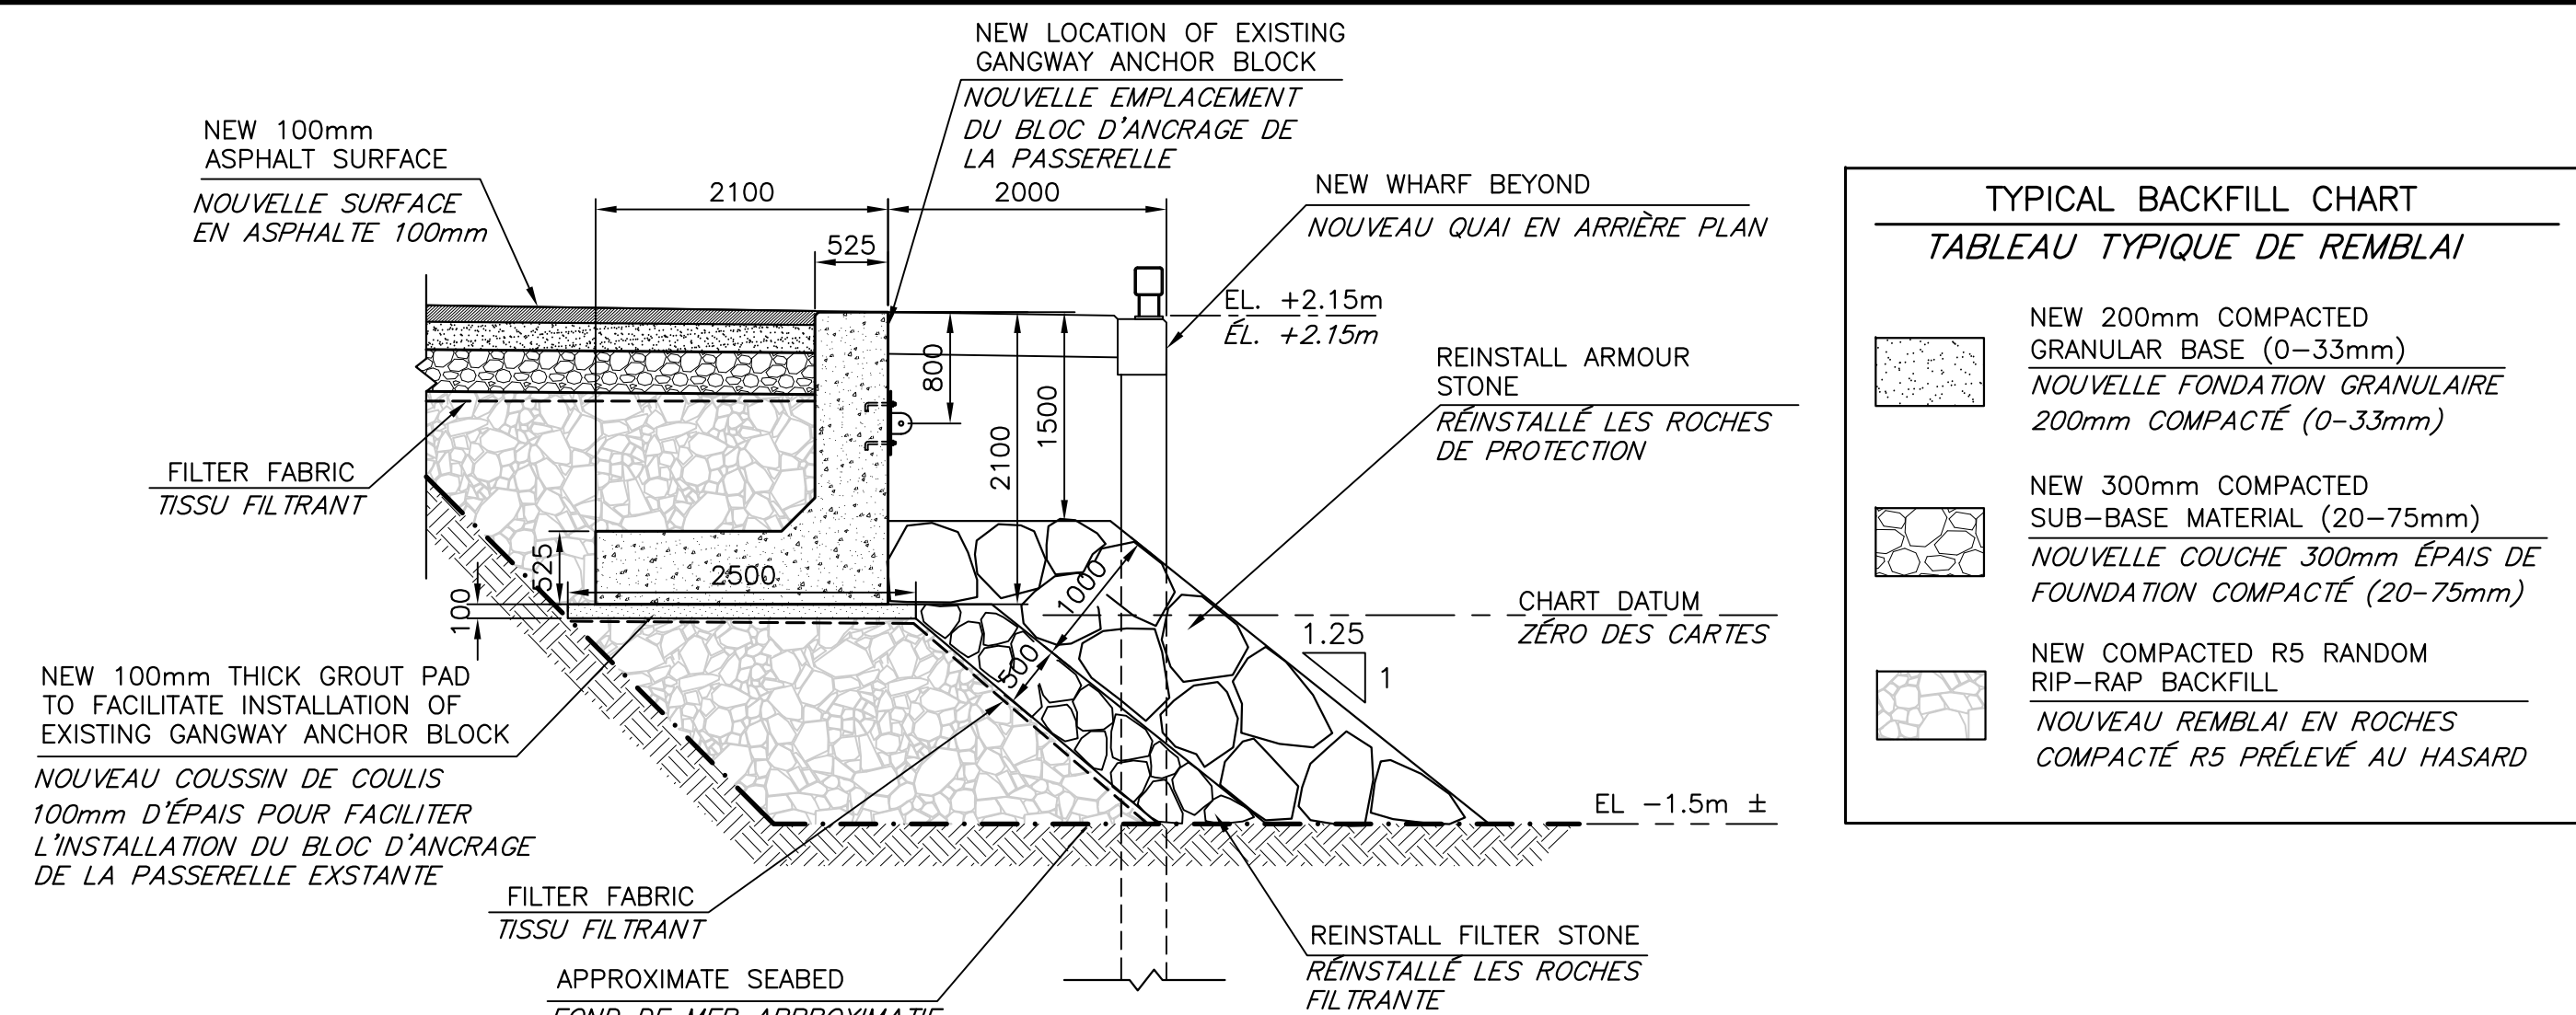 NEW LOCATION OF EXISTING
GANGWAY ANCHOR BLOCK
NOUVELLE EMPLACEMENT
DU BLOC D'ANCRAGE DE
LA PASSERELLE
NEW 100mm
ASPHALT SURFACE
NOUVELLE SURFACE
EN ASPHALTE 100mm
2100
2000
525
NEW WHARF BEYOND
NOUVEAU QUAI EN ARRIÈRE PLAN
EL. +2.15m
ÉL. +2.15m
800
1500
2100
REINSTALL ARMOUR
STONE
RÉINSTALLÉ LES ROCHES
DE PROTECTION
FILTER FABRIC
TISSU FILTRANT
525
2500
100
1000
500
CHART DATUM
ZÉRO DES CARTES
1.25
1
NEW 100mm THICK GROUT PAD
TO FACILITATE INSTALLATION OF
EXISTING GANGWAY ANCHOR BLOCK
NOUVEAU COUSSIN DE COULIS
100mm D'ÉPAIS POUR FACILITER
L'INSTALLATION DU BLOC D'ANCRAGE
DE LA PASSERELLE EXSTANTE
EL -1.5m ±
FILTER FABRIC
TISSU FILTRANT
REINSTALL FILTER STONE
RÉINSTALLÉ LES ROCHES
FILTRANTE
APPROXIMATE SEABED
FOND DE MER APPROXIMATIF
TYPICAL BACKFILL CHART
TABLEAU TYPIQUE DE REMBLAI
NEW 200mm COMPACTED
GRANULAR BASE (0-33mm)
NOUVELLE FONDATION GRANULAIRE
200mm COMPACTÉ (0-33mm)
NEW 300mm COMPACTED
SUB-BASE MATERIAL (20-75mm)
NOUVELLE COUCHE 300mm ÉPAIS DE
FOUNDATION COMPACTÉ (20-75mm)
NEW COMPACTED R5 RANDOM
RIP-RAP BACKFILL
NOUVEAU REMBLAI EN ROCHES
COMPACTÉ R5 PRÉLEVÉ AU HASARD